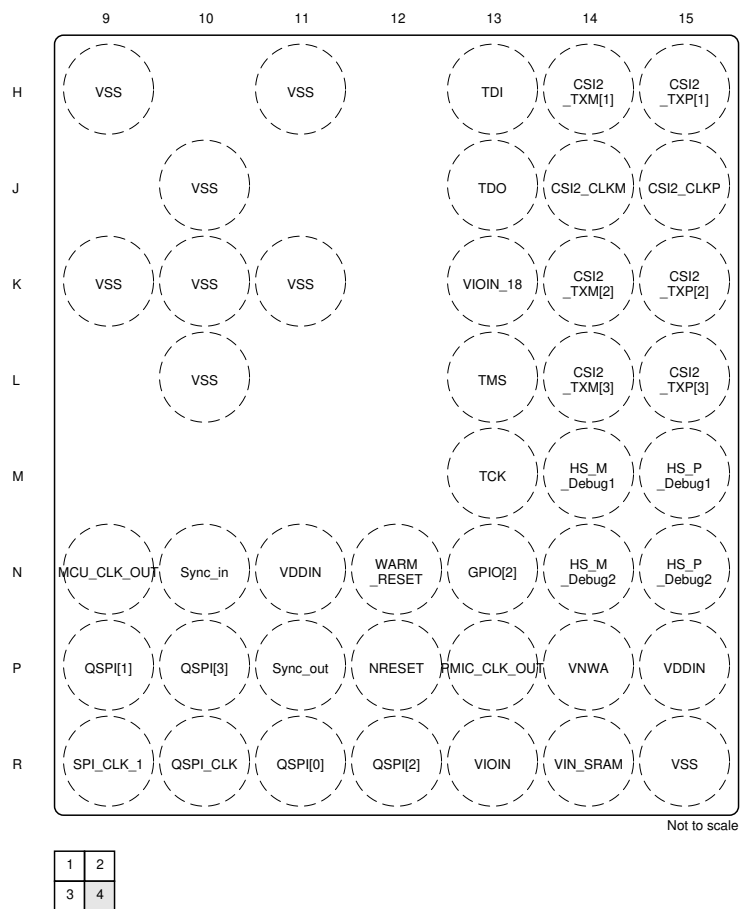 9 10 11 12 13 14 15
H VSS VSS TDI CSI2 _TXM[1] CSI2 _TXP[1]
J VSS TDO CSI2_CLKM CSI2_CLKP
K VSS VSS VSS VIOIN_18 CSI2 _TXM[2] CSI2 _TXP[2]
L VSS TMS CSI2 _TXM[3] CSI2 _TXP[3]
M TCK HS_M _Debug1 HS_P _Debug1
N MCU_CLK_OUT Sync_in VDDIN WARM _RESET GPIO[2] HS_M _Debug2 HS_P _Debug2
P QSPI[1] QSPI[3] Sync_out NRESET PMIC_CLK_OUT VNWA VDDIN
R SPI_CLK_1 QSPI_CLK QSPI[0] QSPI[2] VIOIN VIN_SRAM VSS
Not to scale
1 2
3 4